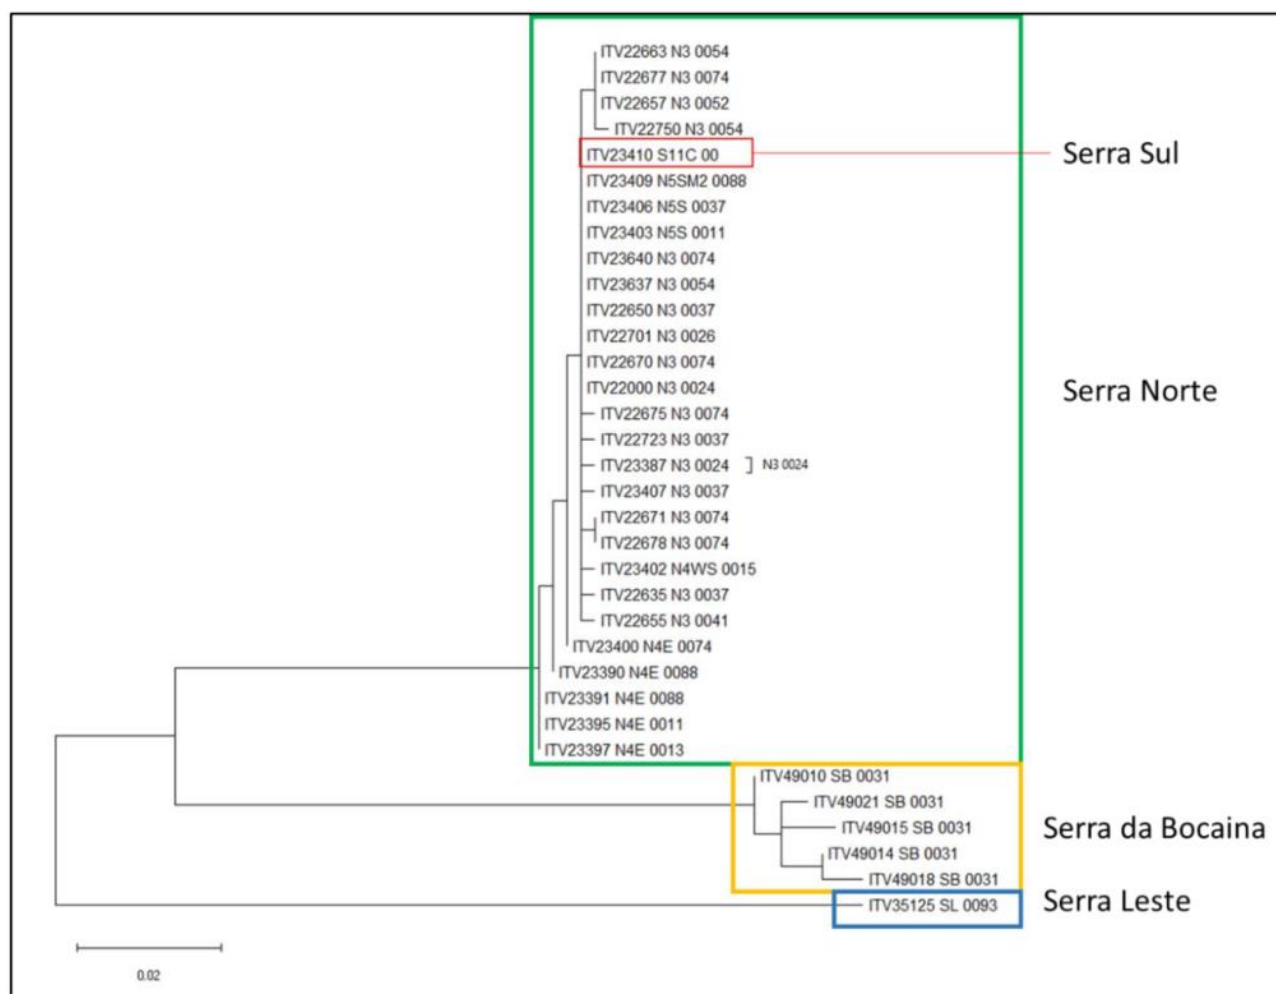 ITV22663 N3 0054
ITV22677 N3 0074
ITV22657 N3 0052
ITV22750 N3 0054
ITV23410 S11C 00
Serra Sul
ITV23409 N5SM2 0088
ITV23406 N5S 0037
ITV23403 N5S 0011
ITV23640 N3 0074
ITV23637 N3 0054
ITV22650 N3 0037
ITV22701 N3 0026
ITV22670 N3 0074
ITV22000 N3 0024
Serra Norte
ITV22675 N3 0074
ITV22723 N3 0037
ITV23387 N3 0024 N3 0024
ITV23407 N3 0037
ITV22671 N3 0074
ITV22678 N3 0074
ITV23402 N4WS 0015
ITV22635 N3 0037
ITV22655 N3 0041
ITV23400 N4E 0074
ITV23390 N4E 0088
ITV23391 N4E 0088
ITV23395 N4E 0011
ITV23397 N4E 0013
ITV49010 SB 0031
ITV49021 SB 0031
ITV49015 SB 0031
Serra da Bocaina
ITV49014 SB 0031
ITV49018 SB 0031
ITV35125 SL 0093
Serra Leste
0.02